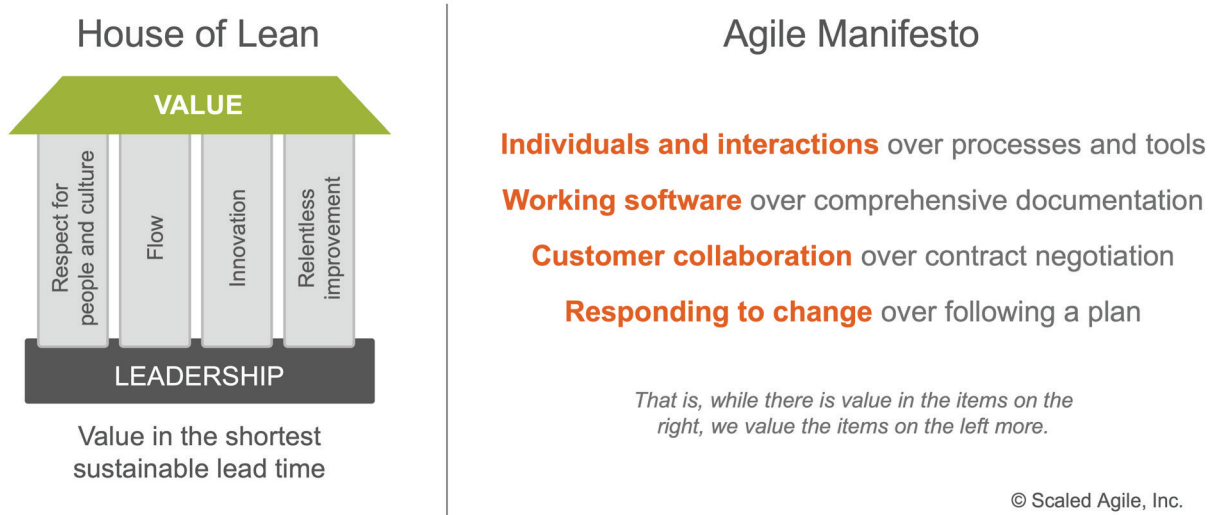 House of Lean
VALUE
Respect for
people and culture
Flow
Innovation
Relentless
improvement
LEADERSHIP
Value in the shortest
sustainable lead time
Agile Manifesto
Individuals and interactions over processes and tools
Working software over comprehensive documentation
Customer collaboration over contract negotiation
Responding to change over following a plan
That is, while there is value in the items on the
right, we value the items on the left more.
© Scaled Agile, Inc.